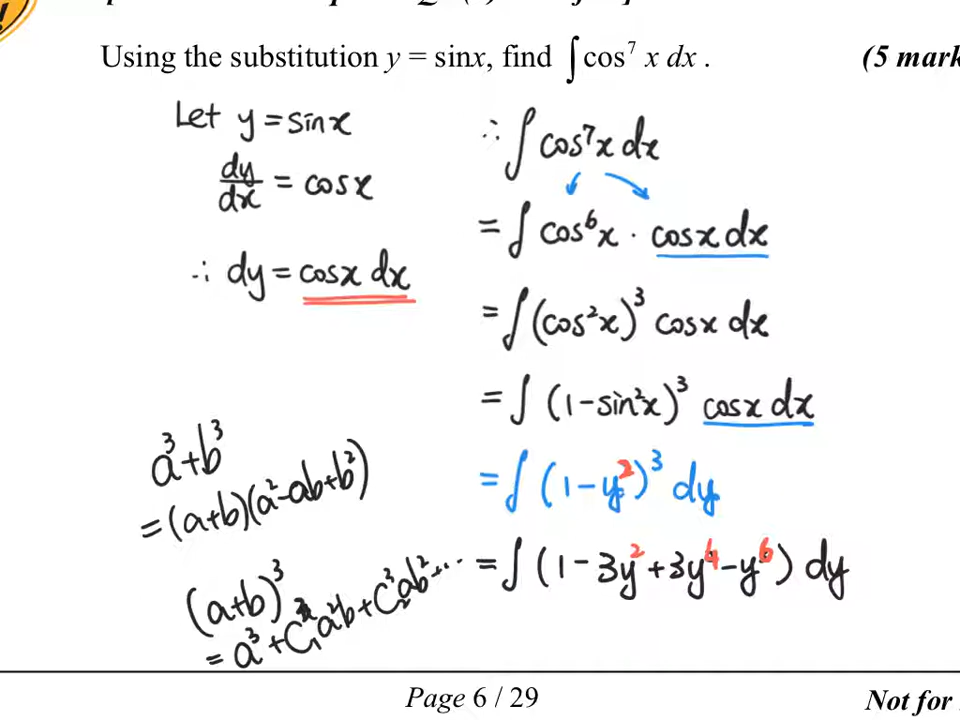 Using the substitution y = sinx, find ∫cos⁷ x dx .
(5 mark
Let y = sinx
dy/dx = cosx
∴ dy = cosx dx
∴ ∫ cos⁷x dx
= ∫ cos⁶x · cosx dx
= ∫ (cos²x)³ cosx dx
= ∫ (1 - sin²x)³ cosx dx
= ∫ (1 - y²)³ dy
= ∫ (1 - 3y² + 3y⁴ - y⁶) dy
a³ + b³
= (a+b)(a² - ab + b²)
(a+b)³
= a³ + C₁³a²b + C₂³ab² + ...
Page 6 / 29
Not for